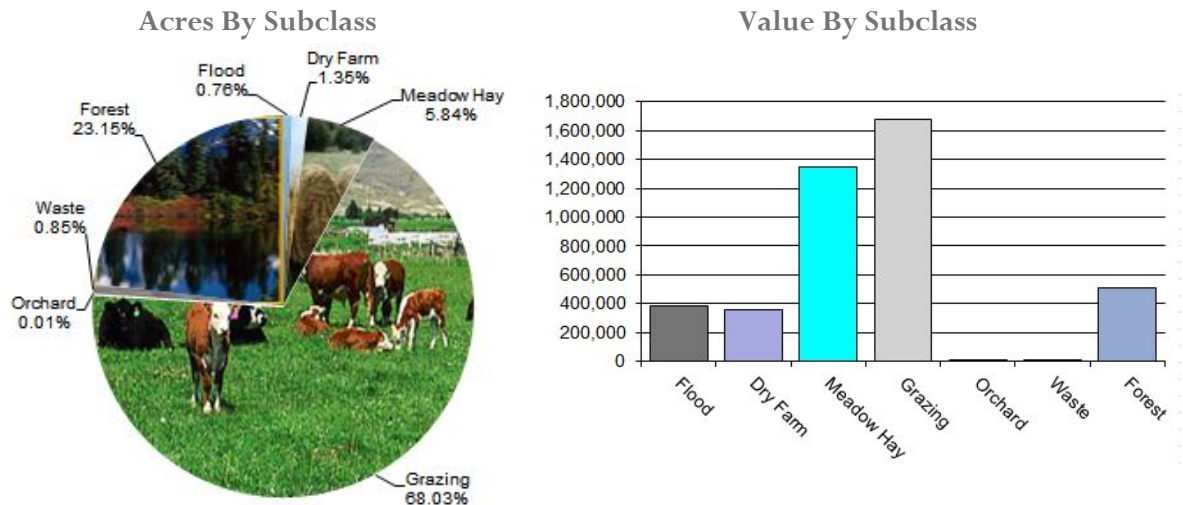 Acres By Subclass
Flood
0.76%
Dry Farm
1.35%
Meadow Hay
5.84%
Forest
23.15%
Waste
0.85%
Orchard
0.01%
Grazing
68.03%
Value By Subclass
1,800,000
1,600,000
1,400,000
1,200,000
1,000,000
800,000
600,000
400,000
200,000
0
Flood
Dry Farm
Meadow Hay
Grazing
Orchard
Waste
Forest